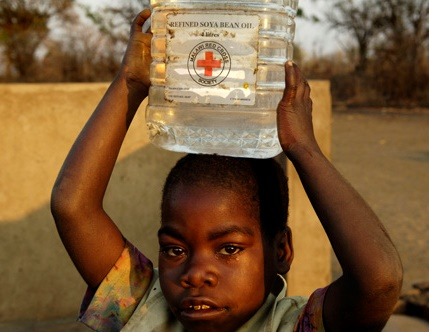 REFINED SOYA BEAN OIL
4 litres
MALAWI RED CROSS
SOCIETY